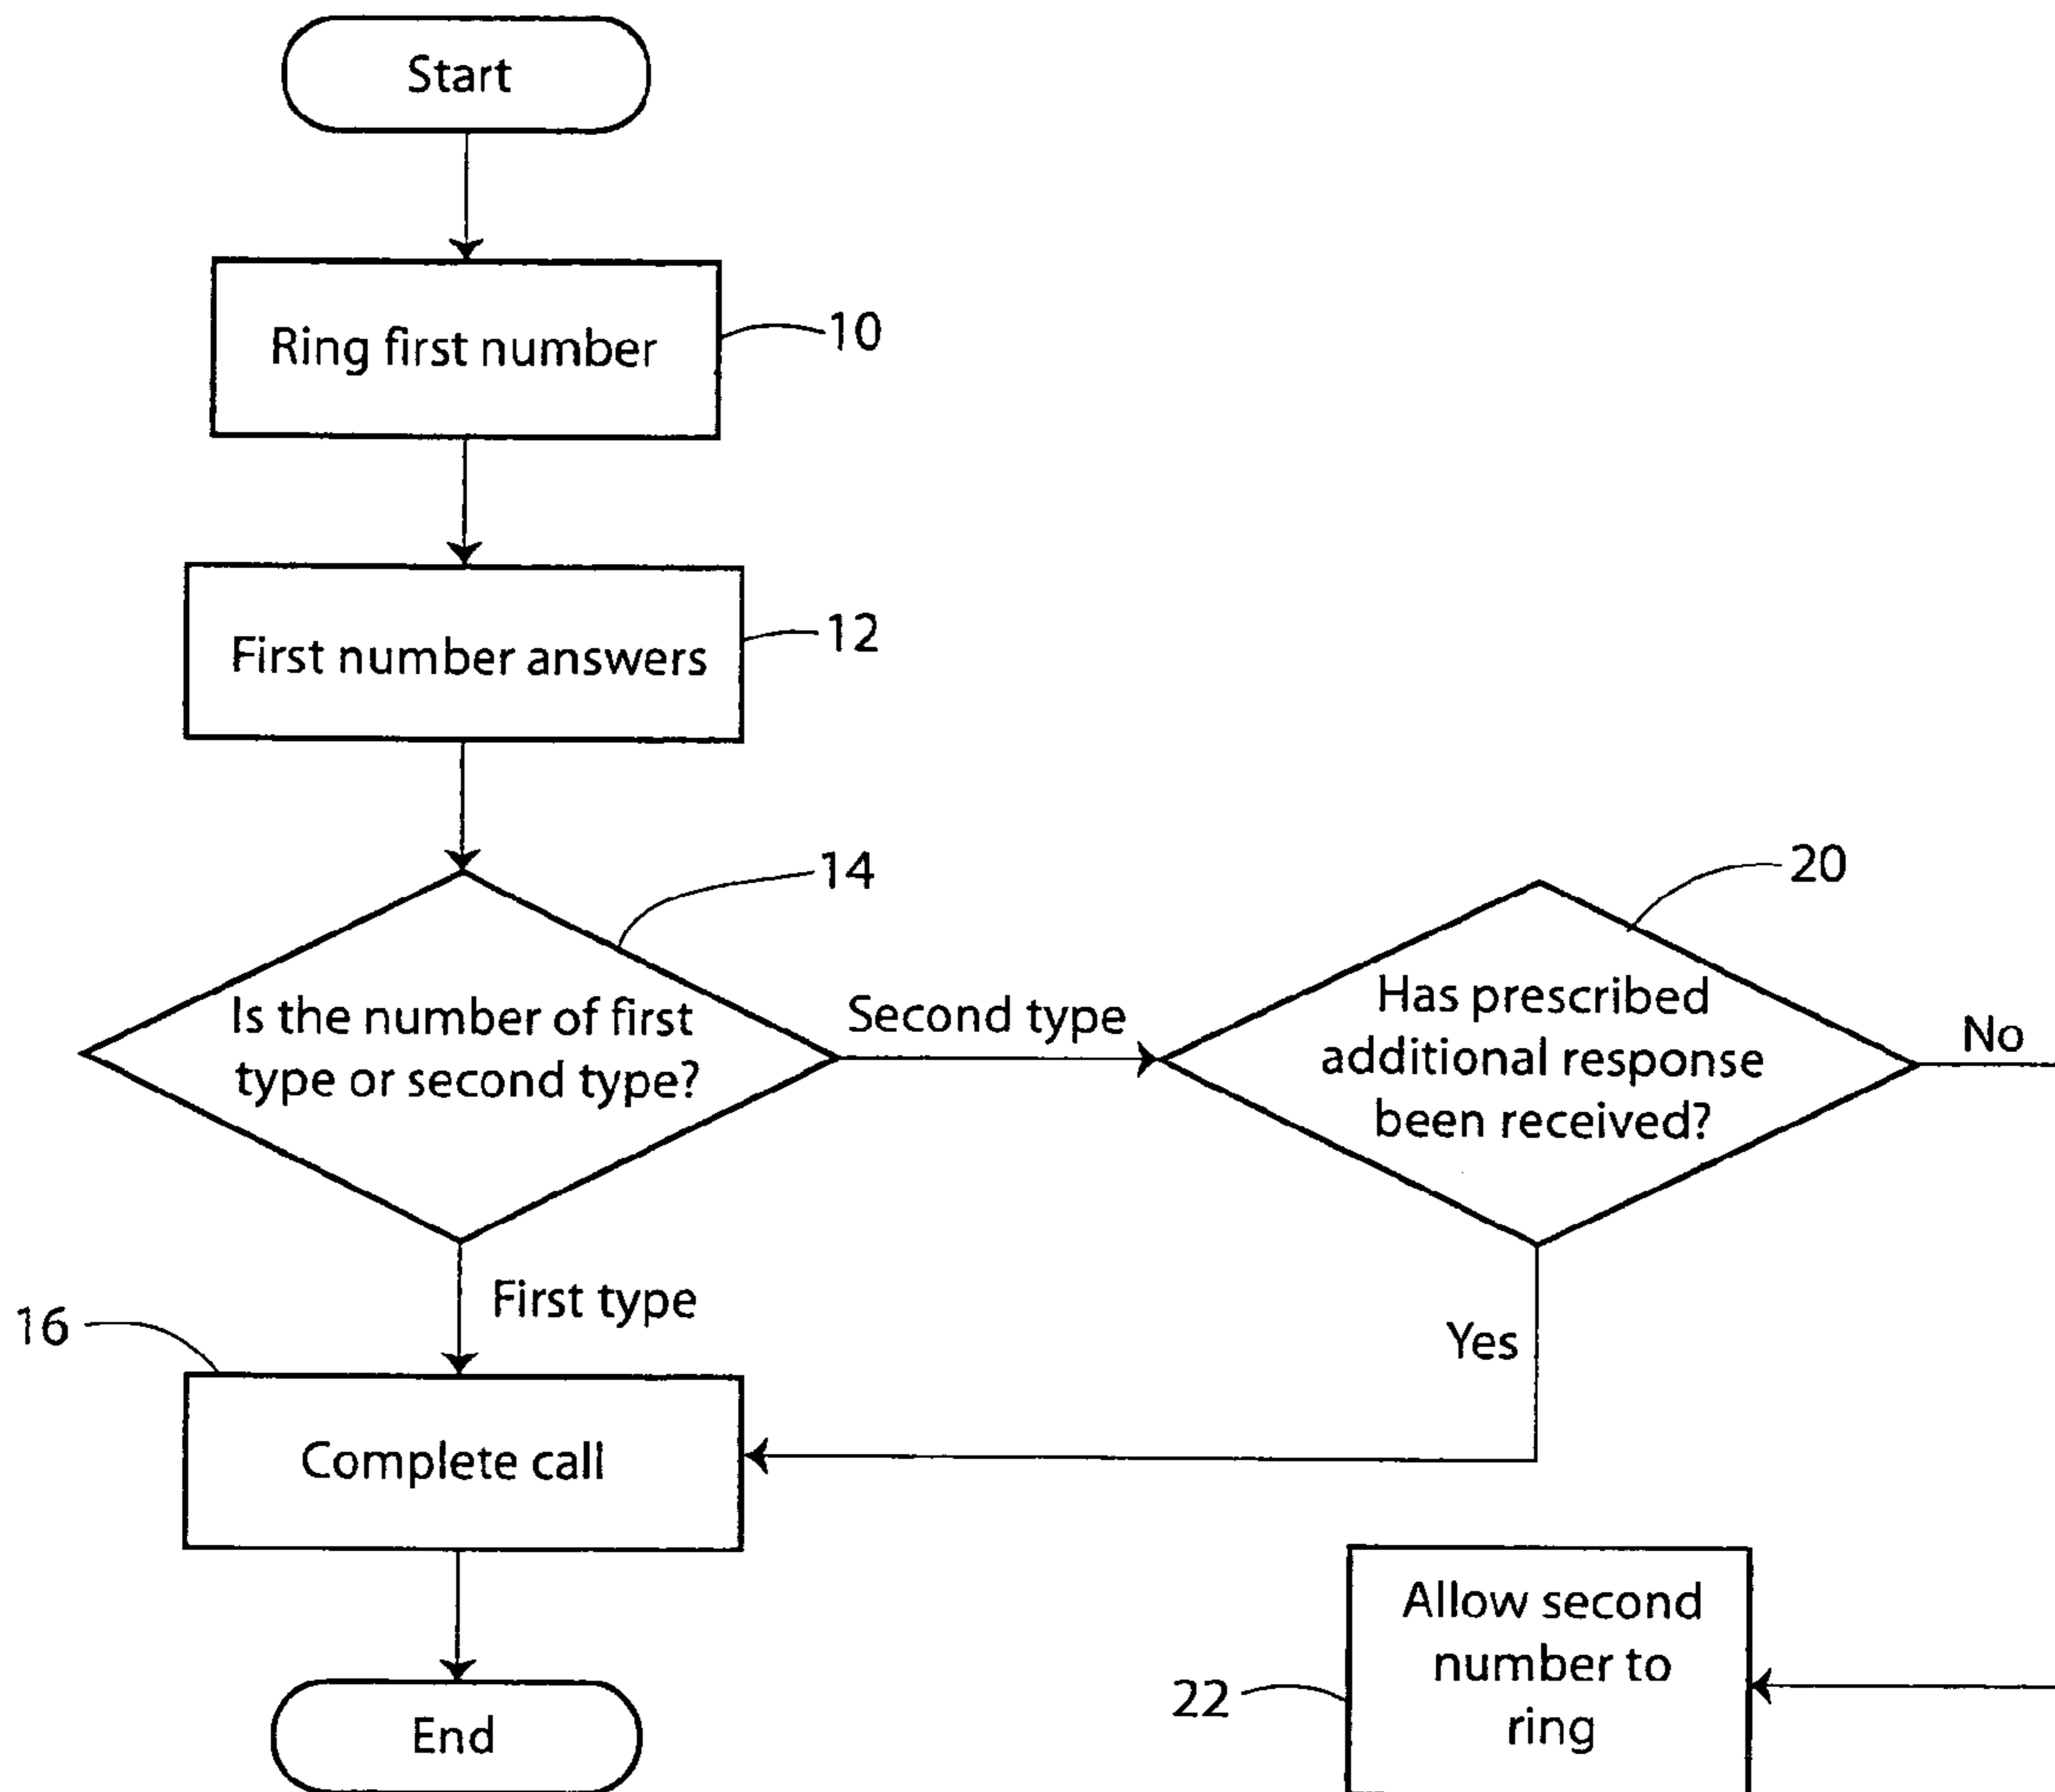 Start
Ring first number
10
First number answers
12
14
Is the number of first
type or second type?
Second type
20
Has prescribed
additional response
been received?
No
First type
Yes
16
Complete call
Allow second
number to
ring
22
End